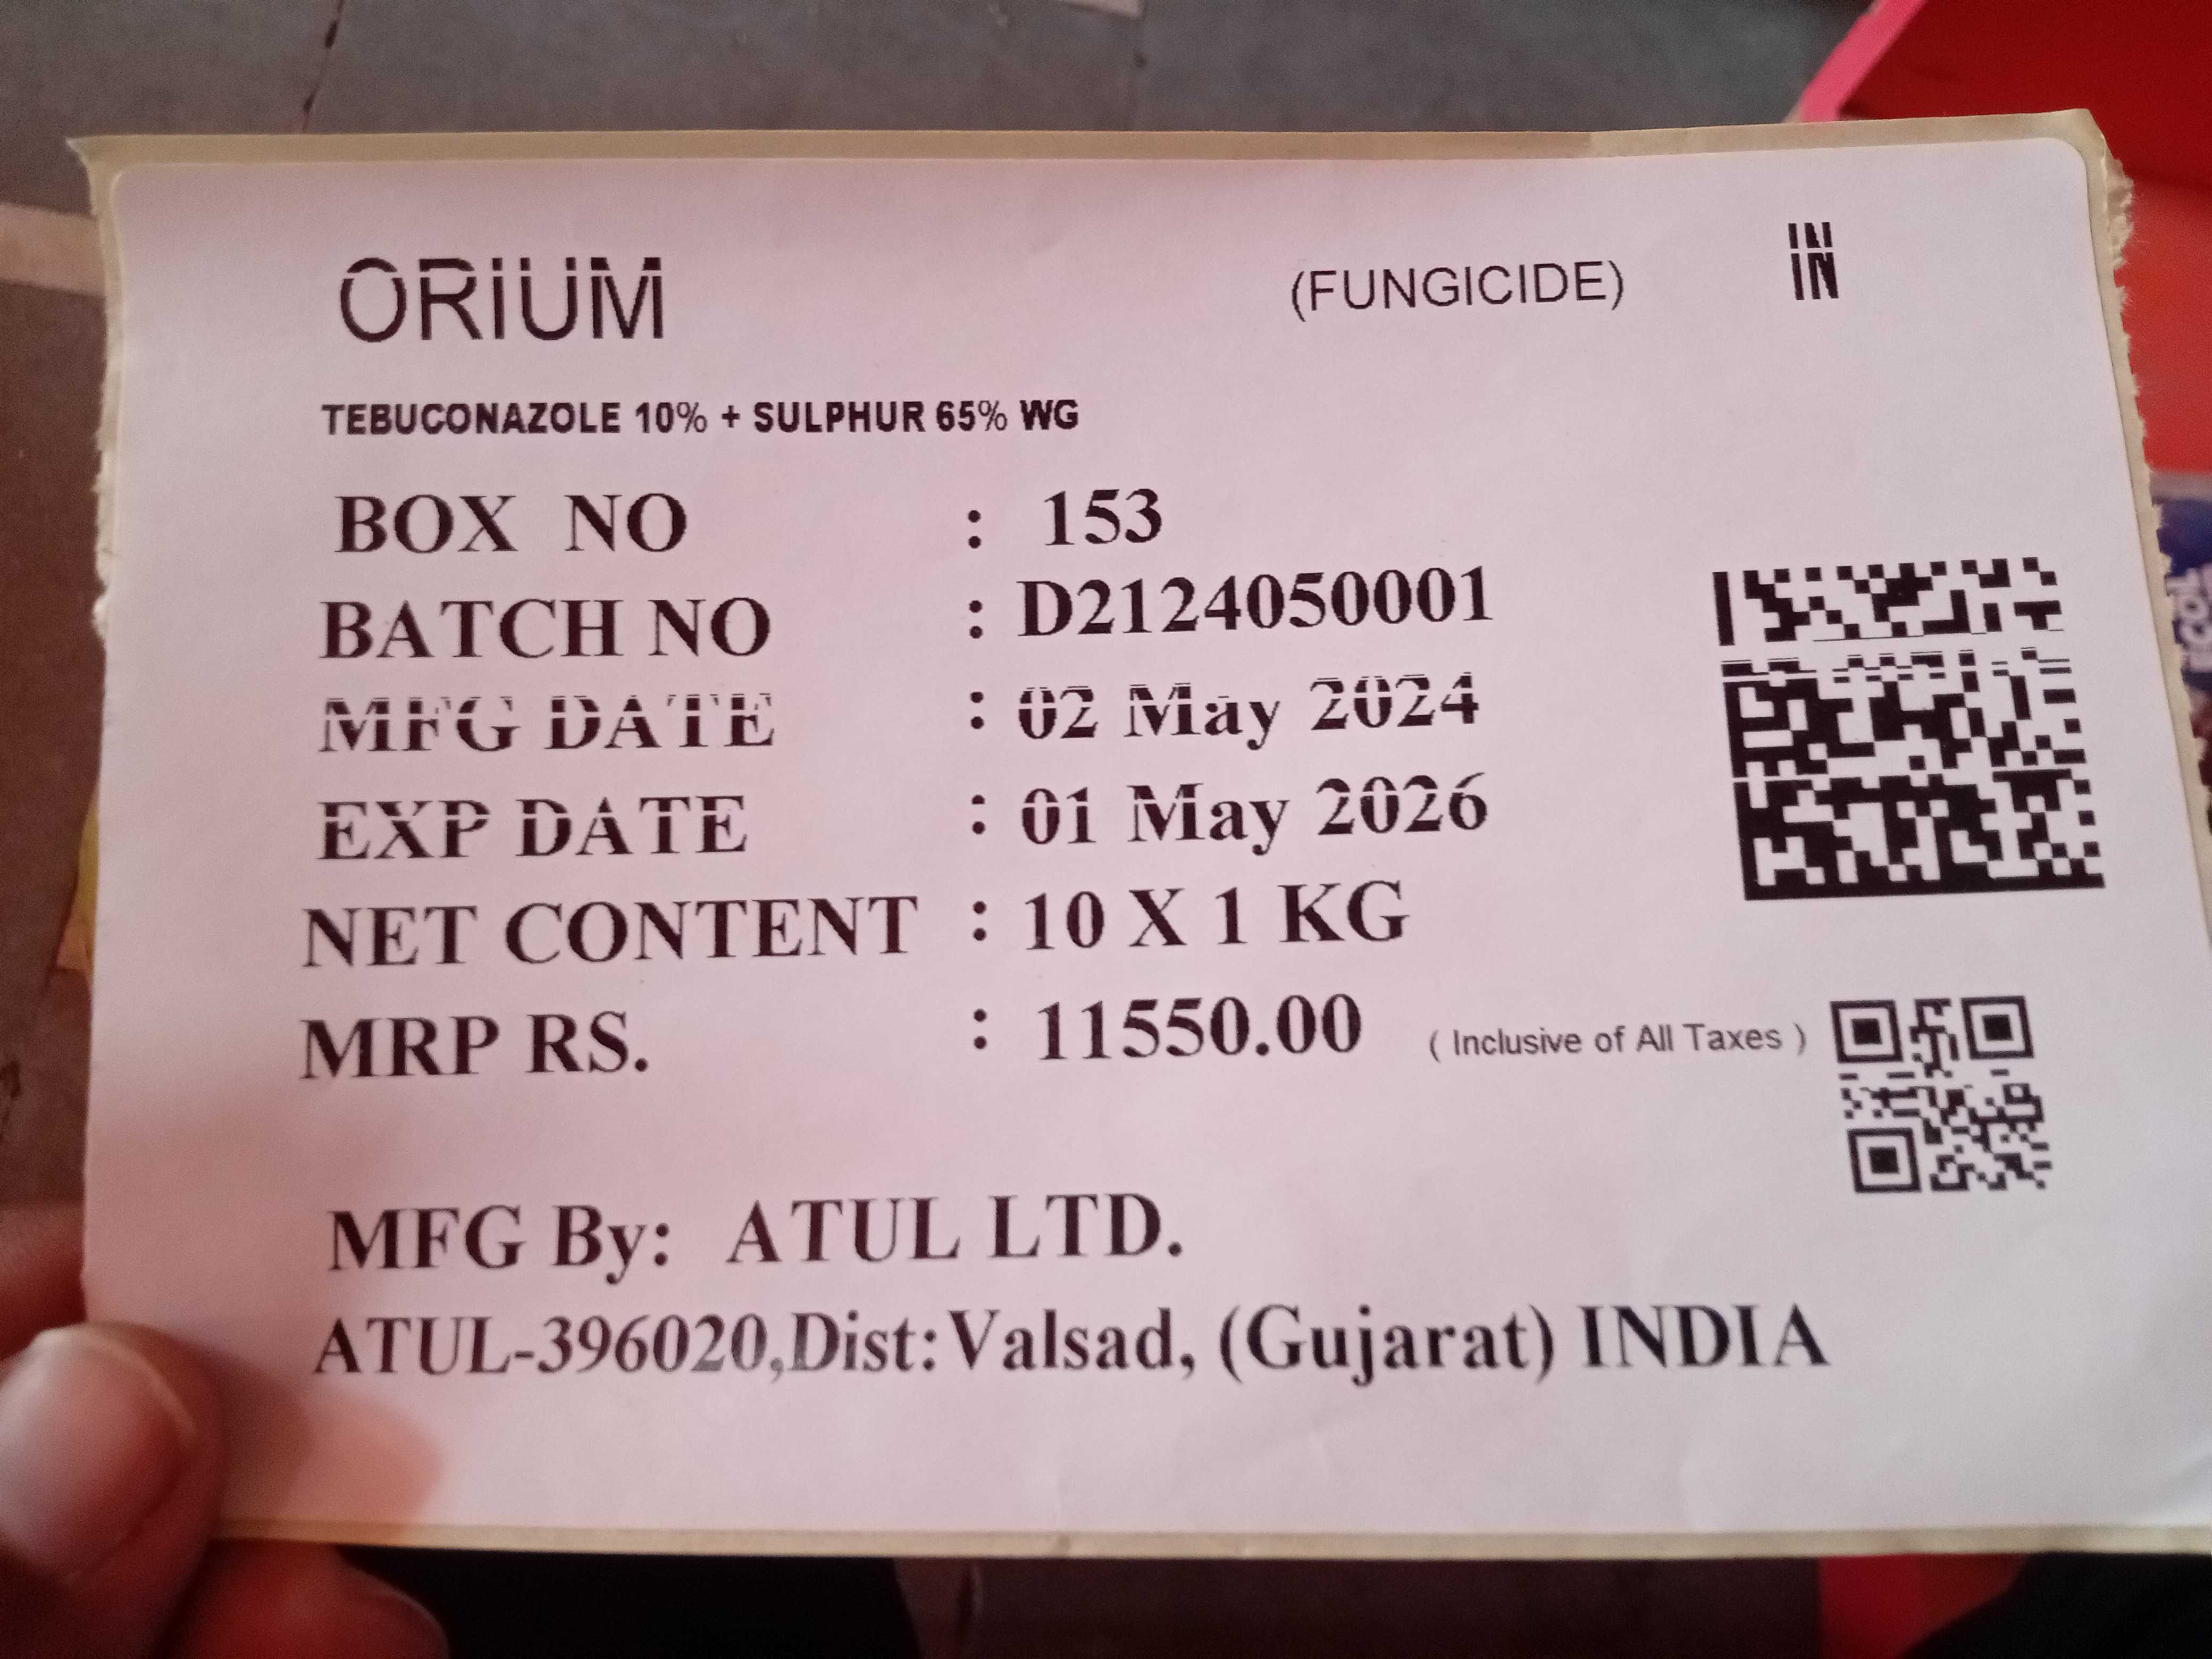 ORIUM (FUNGICIDE) IN
TEBUCONAZOLE 10% + SULPHUR 65% WG
BOX NO : 153
BATCH NO : D2124050001
MFG DATE : 02 May 2024
EXP DATE : 01 May 2026
NET CONTENT : 10 X 1 KG
MRP RS. : 11550.00 ( Inclusive of All Taxes )
MFG By: ATUL LTD.
ATUL-396020,Dist: Valsad, (Gujarat) INDIA